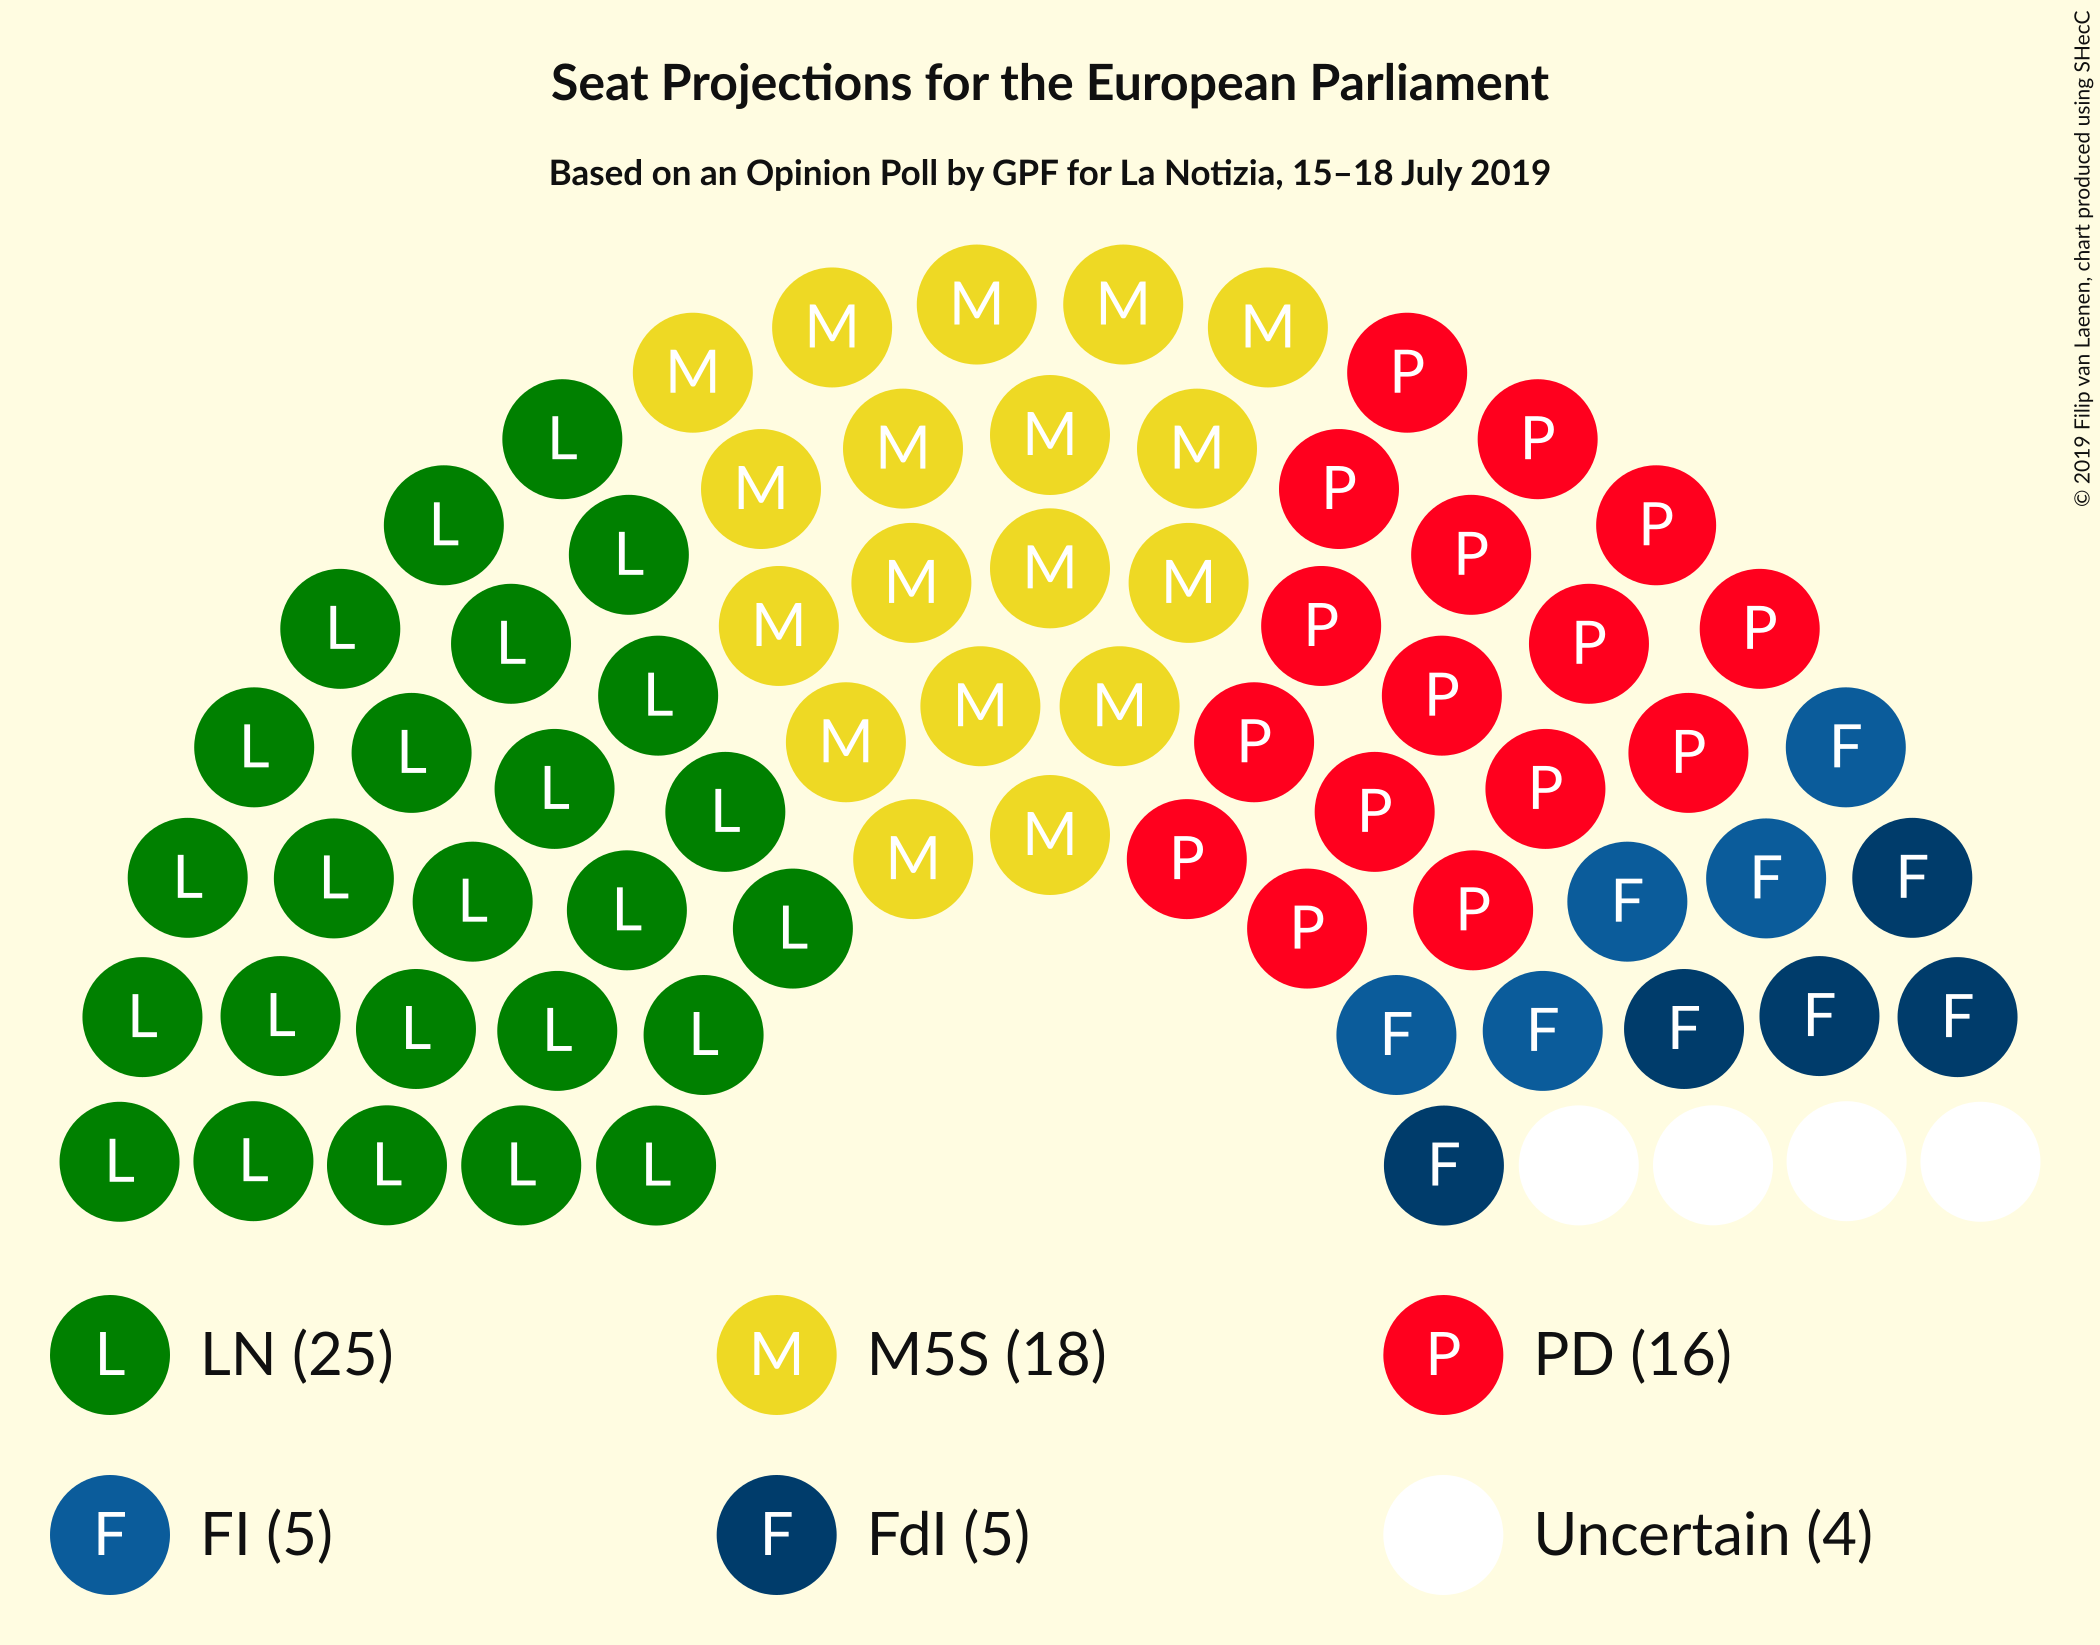 Seat Projections for the European Parliament
Based on an Opinion Poll by GPF for La Notizia, 15–18 July 2019
© 2019 Filip van Laenen, chart produced using SHecC
M M M M M P
L M M M M P P
L L M M M M P P P
L L L M M M P P P P
L L L L M M P P P P F
L L L L L P P P F F F
L L L L L F F F F F
L L L L L F
L LN (25) M M5S (18) P PD (16)
F FI (5) F FdI (5) Uncertain (4)